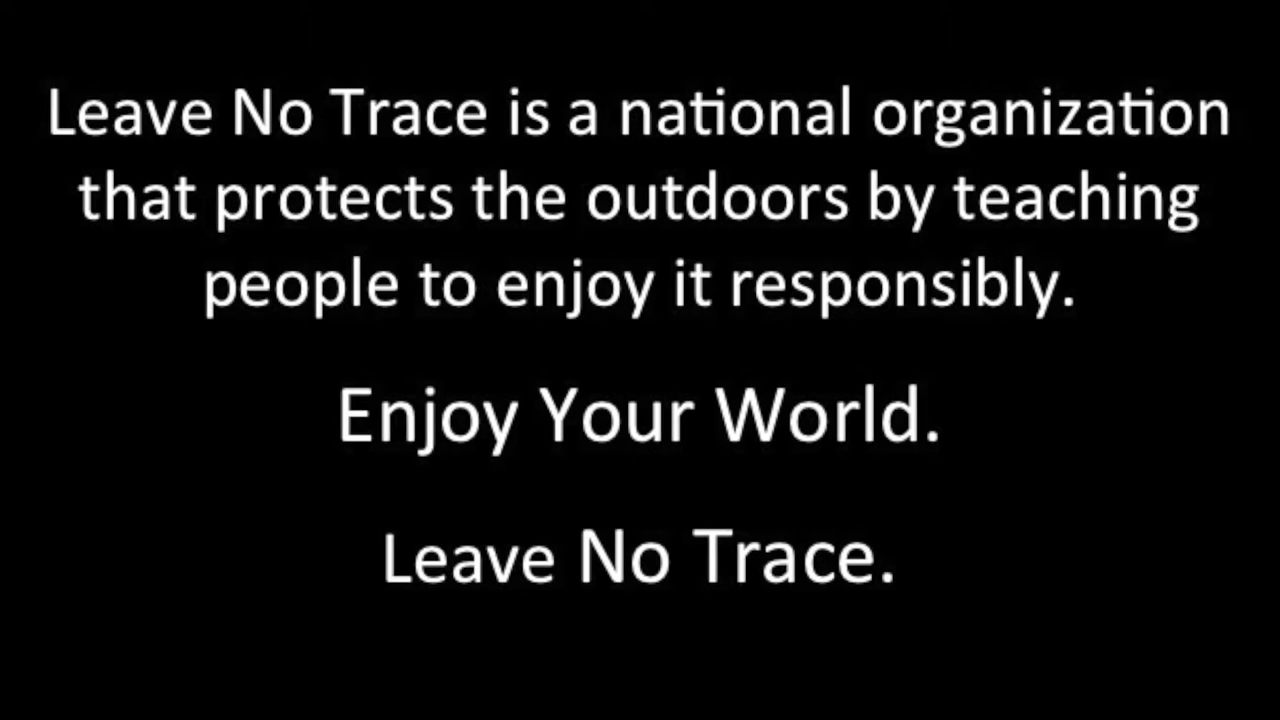 Leave No Trace is a national organization
that protects the outdoors by teaching
people to enjoy it responsibly.
Enjoy Your World.
Leave No Trace.